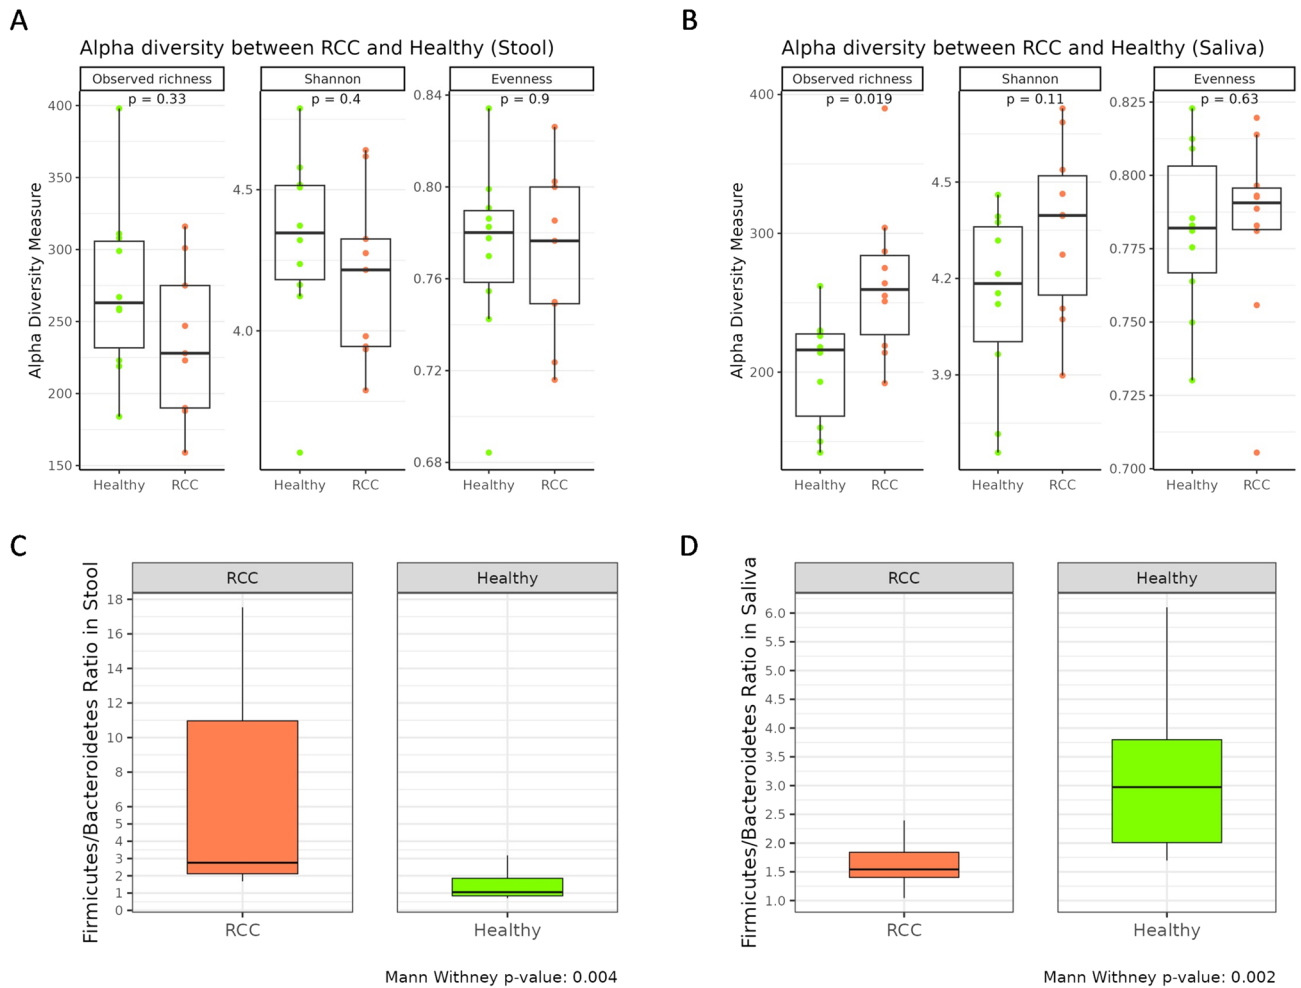 A
Alpha diversity between RCC and Healthy (Stool)
Observed richness
Shannon
Evenness
p = 0.33
p = 0.4
p = 0.9
Alpha Diversity Measure
400
350
300
250
200
150
4.5
4.0
0.84
0.80
0.76
0.72
0.68
Healthy
RCC
Healthy
RCC
Healthy
RCC
B
Alpha diversity between RCC and Healthy (Saliva)
Observed richness
Shannon
Evenness
p = 0.019
p = 0.11
p = 0.63
Alpha Diversity Measure
400
300
200
4.5
4.2
3.9
0.825
0.800
0.775
0.750
0.725
0.700
Healthy
RCC
Healthy
RCC
Healthy
RCC
C
Firmicutes/Bacteroidetes Ratio in Stool
RCC
Healthy
18
16
14
12
10
8
6
5
4
3
2
1
0
RCC
Healthy
Mann Withney p-value: 0.004
D
Firmicutes/Bacteroidetes Ratio in Saliva
RCC
Healthy
6.0
5.5
5.0
4.5
4.0
3.5
3.0
2.5
2.0
1.5
1.0
RCC
Healthy
Mann Withney p-value: 0.002